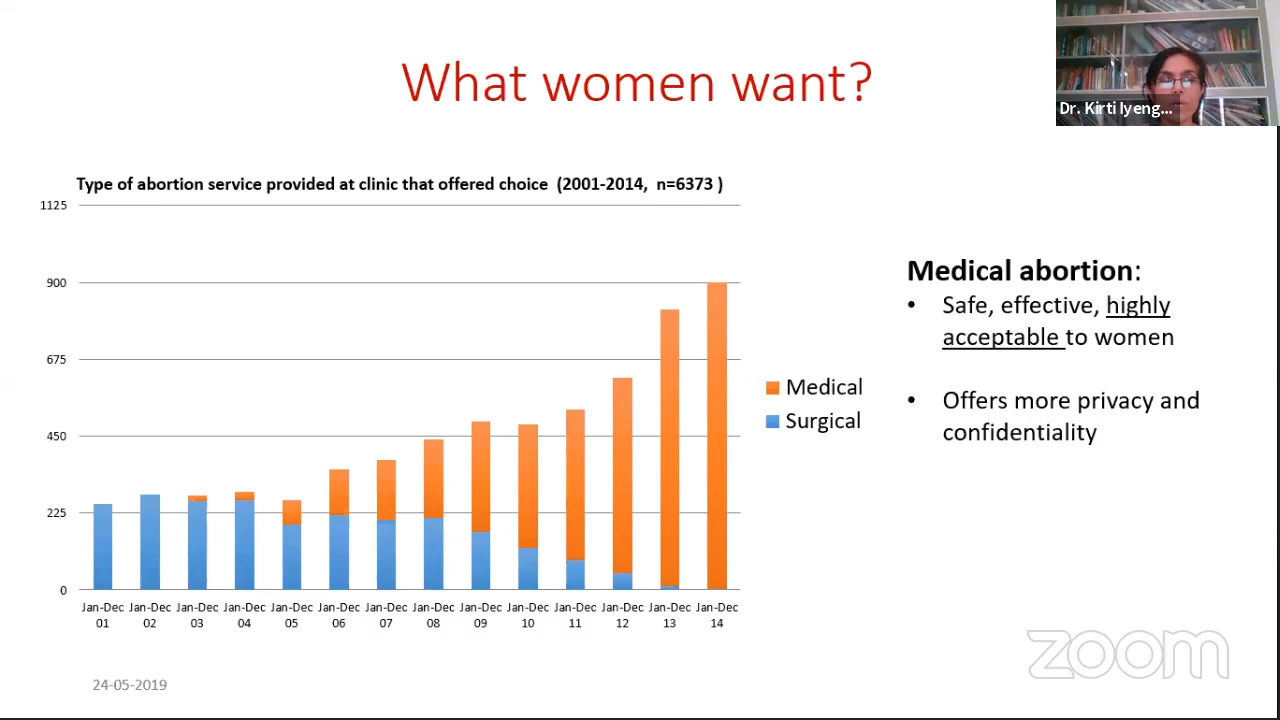 What women want?
Dr. Kirti Iyeng...
Type of abortion service provided at clinic that offered choice (2001-2014, n=6373 )
1125
900
675
450
225
0
Jan-Dec 01
Jan-Dec 02
Jan-Dec 03
Jan-Dec 04
Jan-Dec 05
Jan-Dec 06
Jan-Dec 07
Jan-Dec 08
Jan-Dec 09
Jan-Dec 10
Jan-Dec 11
Jan-Dec 12
Jan-Dec 13
Jan-Dec 14
Medical
Surgical
Medical abortion:
• Safe, effective, highly
acceptable to women
• Offers more privacy and
confidentiality
24-05-2019
zoom